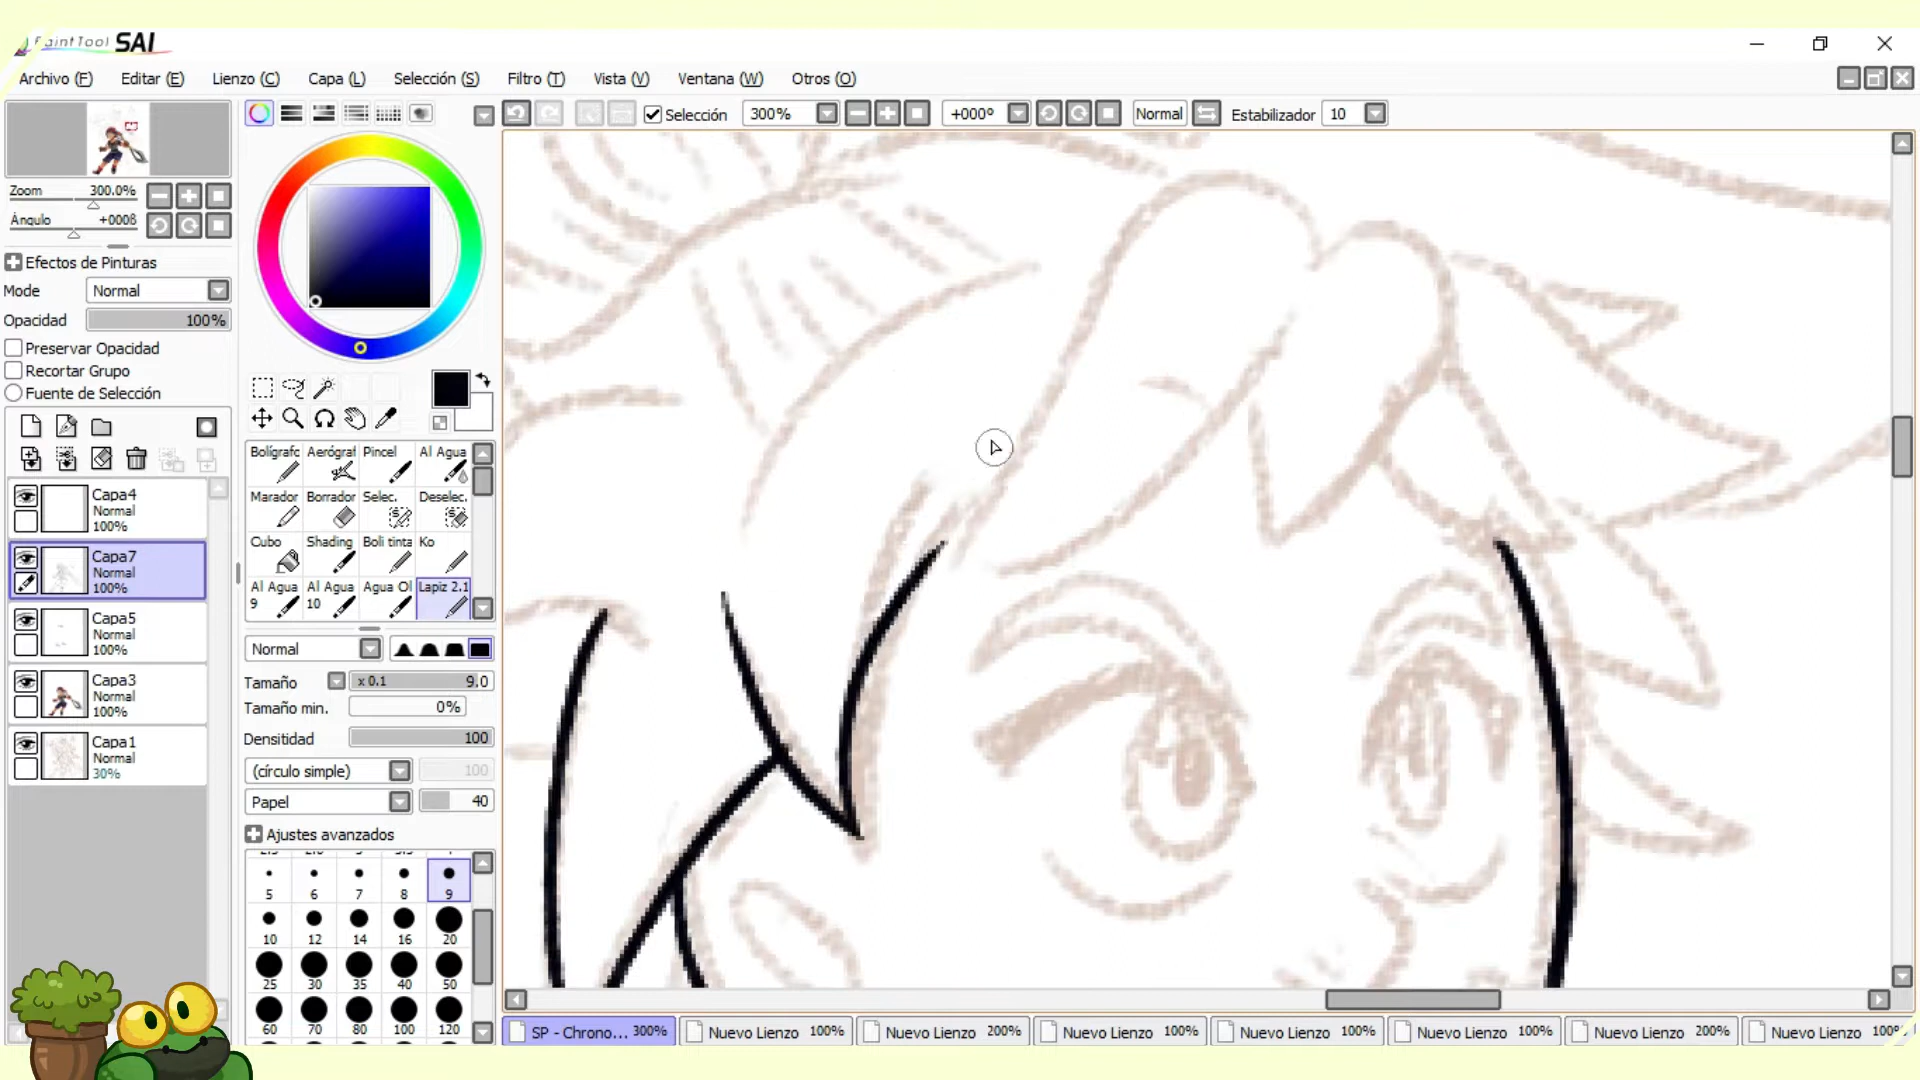 PaintTool SAI
Archivo (F) Editar (E) Lienzo (C) Capa (L) Selección (S) Filtro (T) Vista (V) Ventana (W) Otros (O)
Selección 300% +000º Normal Estabilizador 10
Zoom 300.0%
Ángulo +000ß
Efectos de Pinturas
Mode Normal
Opacidad 100%
Preservar Opacidad
Recortar Grupo
Fuente de Selección
Capa4
Normal
100%
Capa7
Normal
100%
Capa5
Normal
100%
Capa3
Normal
100%
Capa1
Normal
30%
Bolígrafc Aerógraf Pincel Al Agua
Marador Borrador Selec. Deselec.
Cubo Shading Boli tinta Ko
Al Agua 9 Al Agua 10 Agua Ol Lapiz 2.1
Normal
Tamaño x 0.1 9.0
Tamaño min. 0%
Densitidad 100
(círculo simple) 100
Papel 40
Ajustes avanzados
5 6 7 8 9
10 12 14 16 20
25 30 35 40 50
60 70 80 100 120
SP - Chrono... 300% Nuevo Lienzo 100% Nuevo Lienzo 200% Nuevo Lienzo 100% Nuevo Lienzo 100% Nuevo Lienzo 100% Nuevo Lienzo 200% Nuevo Lienzo 100%